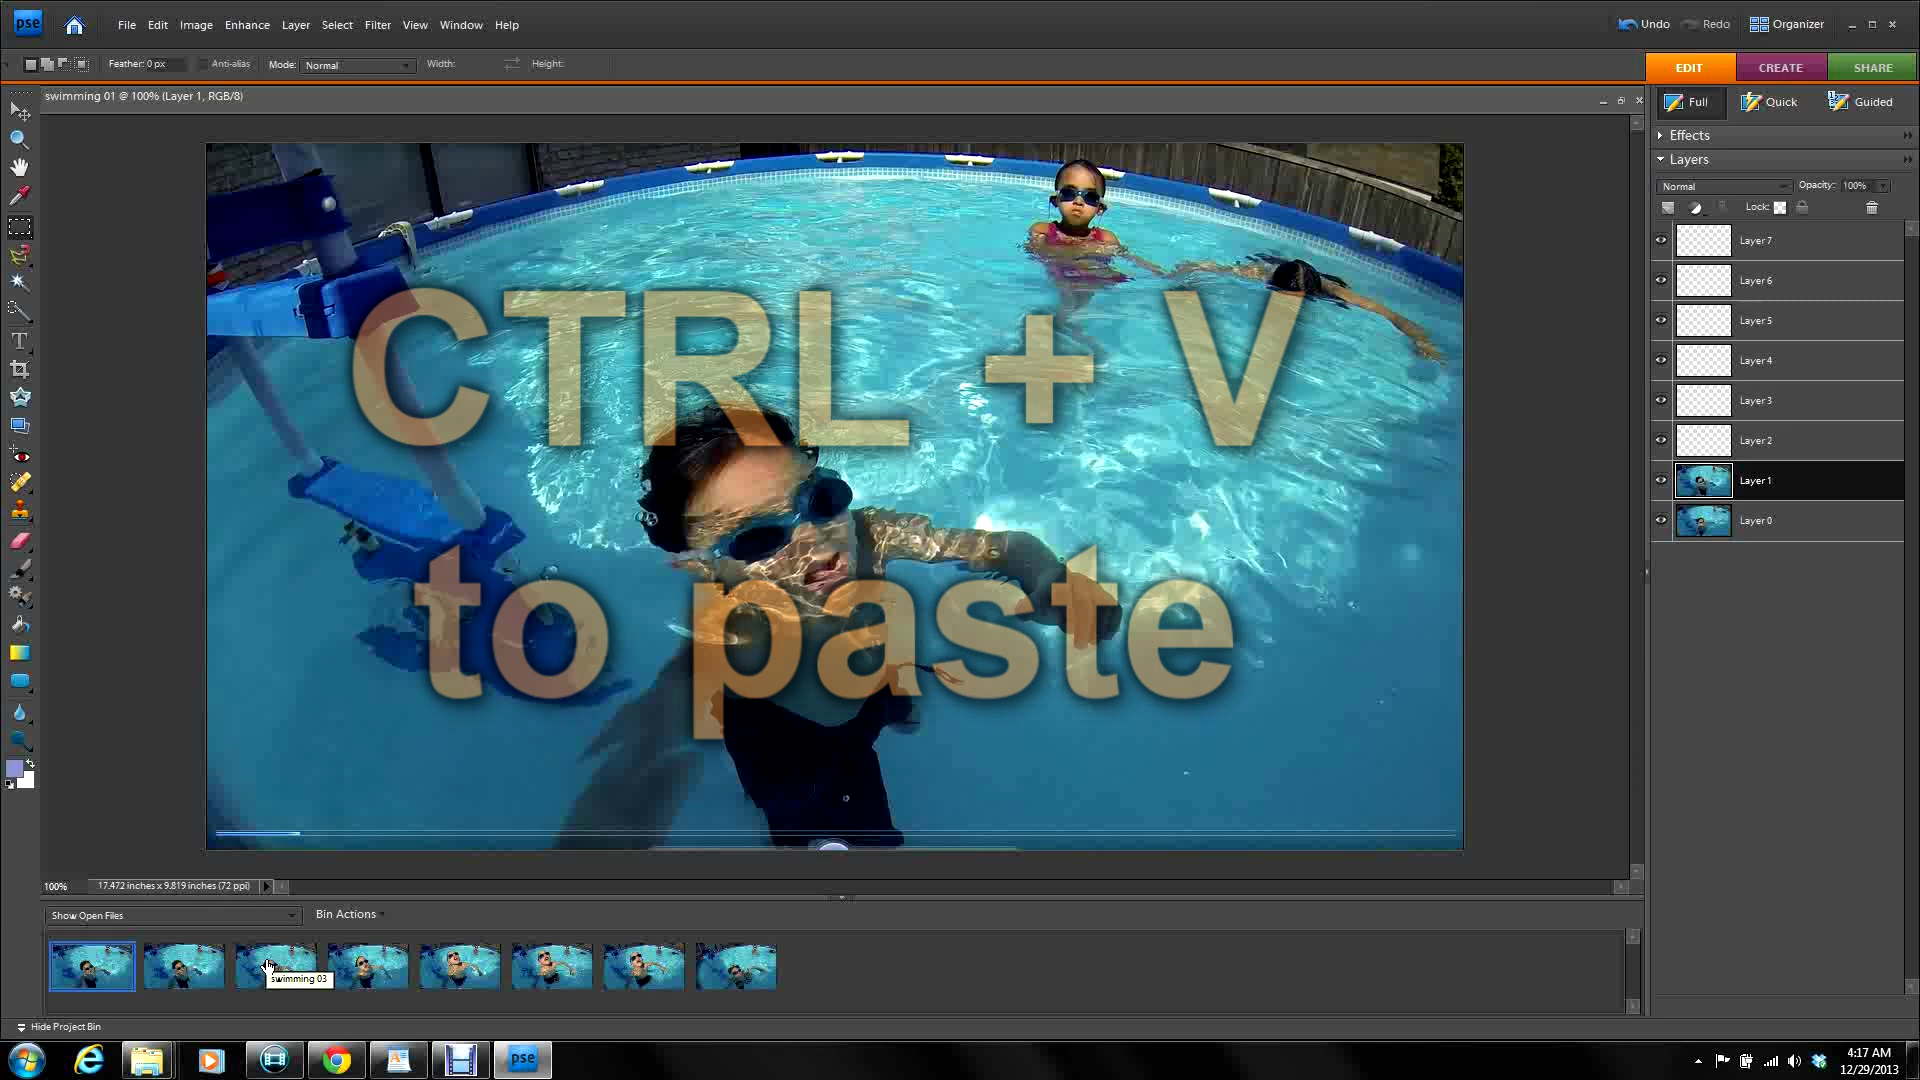 pse File Edit Image Enhance Layer Select Filter View Window Help Undo Redo Organizer
Feather: 0 px Anti-alias Mode: Normal Width: Height:
EDIT CREATE SHARE
swimming 01 @ 100% (Layer 1, RGB/8)
Full Quick Guided
Effects
Layers
Normal Opacity: 100%
Lock:
Layer 7
Layer 6
Layer 5
Layer 4
Layer 3
Layer 2
Layer 1
Layer 0
CTRL + V
to paste
100% 17.472 inches x 9.819 inches (72 ppi)
Show Open Files Bin Actions
swimming 03
Hide Project Bin
pse
4:17 AM
12/29/2013